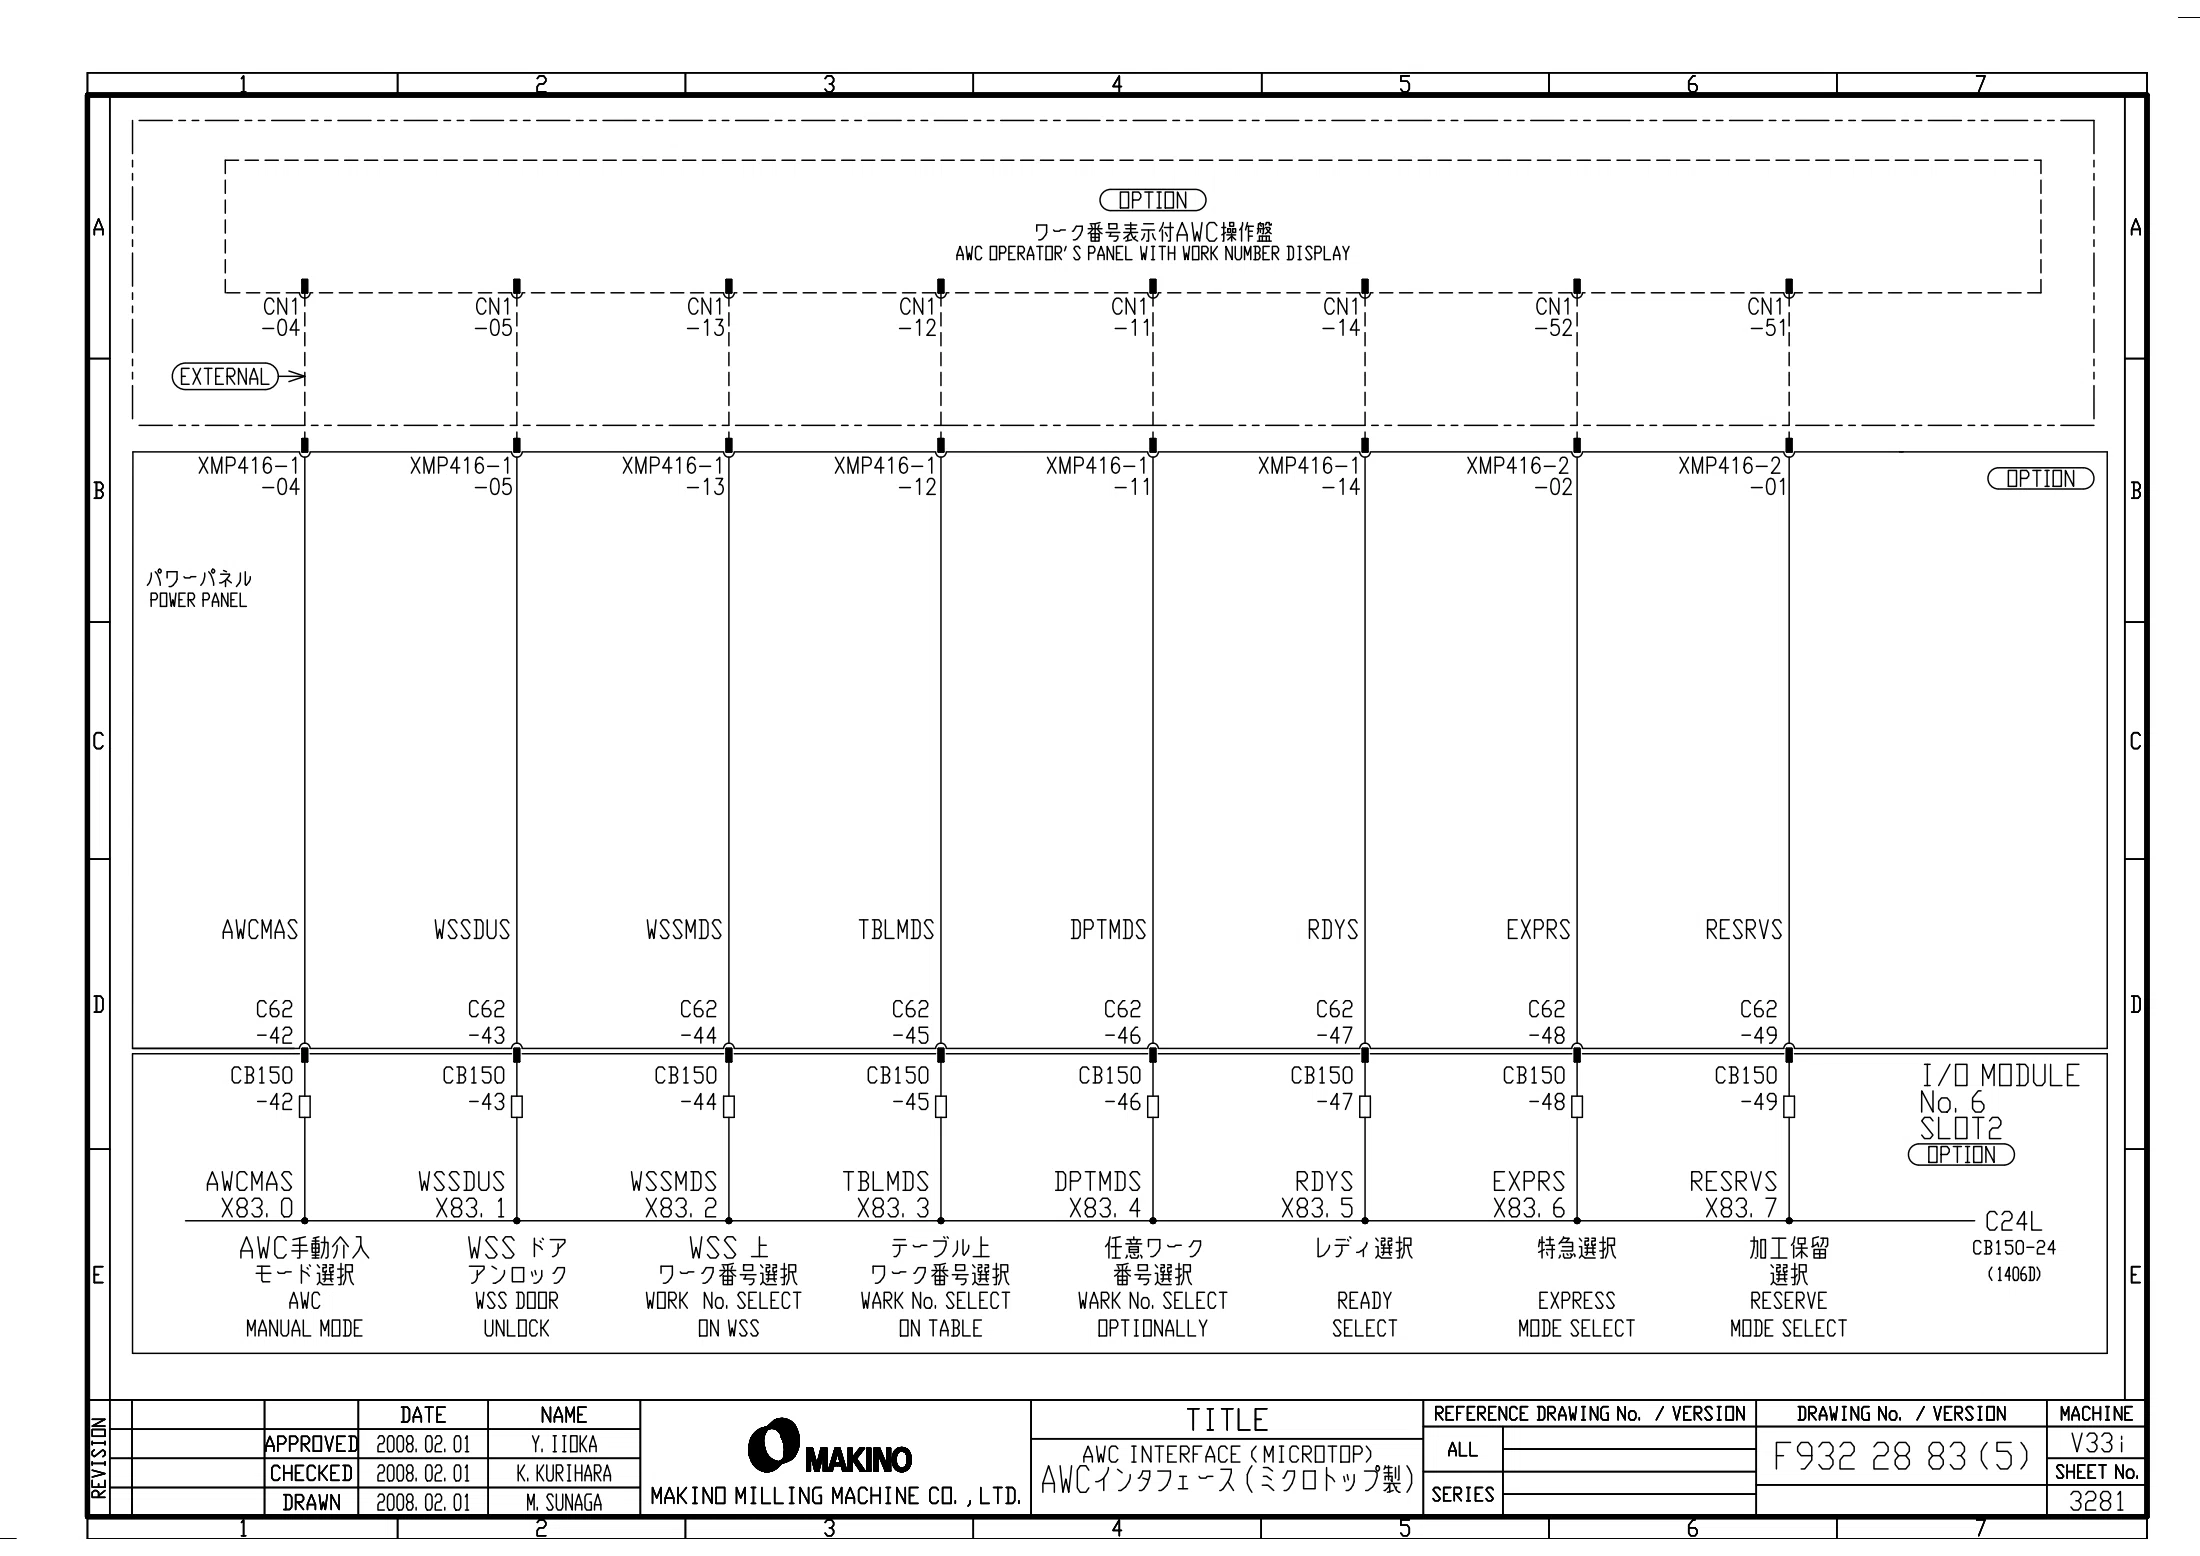 1 2 3 4 5 6 7
OPTION
A ワーク番号表示付AWC操作盤 A
AWC OPERATOR'S PANEL WITH WORK NUMBER DISPLAY
CN1 CN1 CN1 CN1 CN1 CN1 CN1 CN1
-04 -05 -13 -12 -11 -14 -52 -51
EXTERNAL
XMP416-1 XMP416-1 XMP416-1 XMP416-1 XMP416-1 XMP416-1 XMP416-2 XMP416-2 OPTION
B -04 -05 -13 -12 -11 -14 -02 -01 B
パワーパネル
POWER PANEL
C C
AWCMAS WSSDUS WSSMDS TBLMDS OPTMDS RDYS EXPRS RESRVS
D C62 C62 C62 C62 C62 C62 C62 C62 D
-42 -43 -44 -45 -46 -47 -48 -49
CB150 CB150 CB150 CB150 CB150 CB150 CB150 CB150 I/O MODULE
-42 -43 -44 -45 -46 -47 -48 -49 No. 6
SLOT2
OPTION
AWCMAS WSSDUS WSSMDS TBLMDS OPTMDS RDYS EXPRS RESRVS
X83. 0 X83. 1 X83. 2 X83. 3 X83. 4 X83. 5 X83. 6 X83. 7
C24L
AWC手動介入 WSS ドア WSS 上 テーブル上 任意ワーク レディ選択 特急選択 加工保留 CB150-24
E モード選択 アンロック ワーク番号選択 ワーク番号選択 番号選択 選択 (1406D) E
AWC WSS DOOR WORK No. SELECT WARK No. SELECT WARK No. SELECT READY EXPRESS RESERVE
MANUAL MODE UNLOCK ON WSS ON TABLE OPTIONALLY SELECT MODE SELECT MODE SELECT
REVISION
DATE NAME
APPROVED 2008. 02. 01 Y. IIOKA
CHECKED 2008. 02. 01 K. KURIHARA
DRAWN 2008. 02. 01 M. SUNAGA
MAKINO
MAKINO MILLING MACHINE CO. , LTD.
TITLE
AWC INTERFACE (MICROTOP)
AWCインタフェース (ミクロトップ製)
REFERENCE DRAWING No. / VERSION
ALL
SERIES
DRAWING No. / VERSION
F932 28 83 (5)
MACHINE
V33i
SHEET No.
3281
1 2 3 4 5 6 7